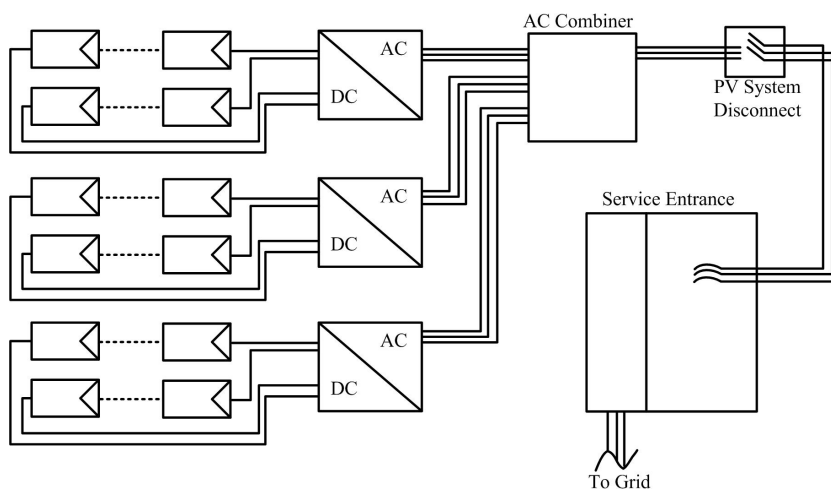 AC Combiner
AC
DC
PV System
Disconnect
AC
DC
Service Entrance
AC
DC
To Grid